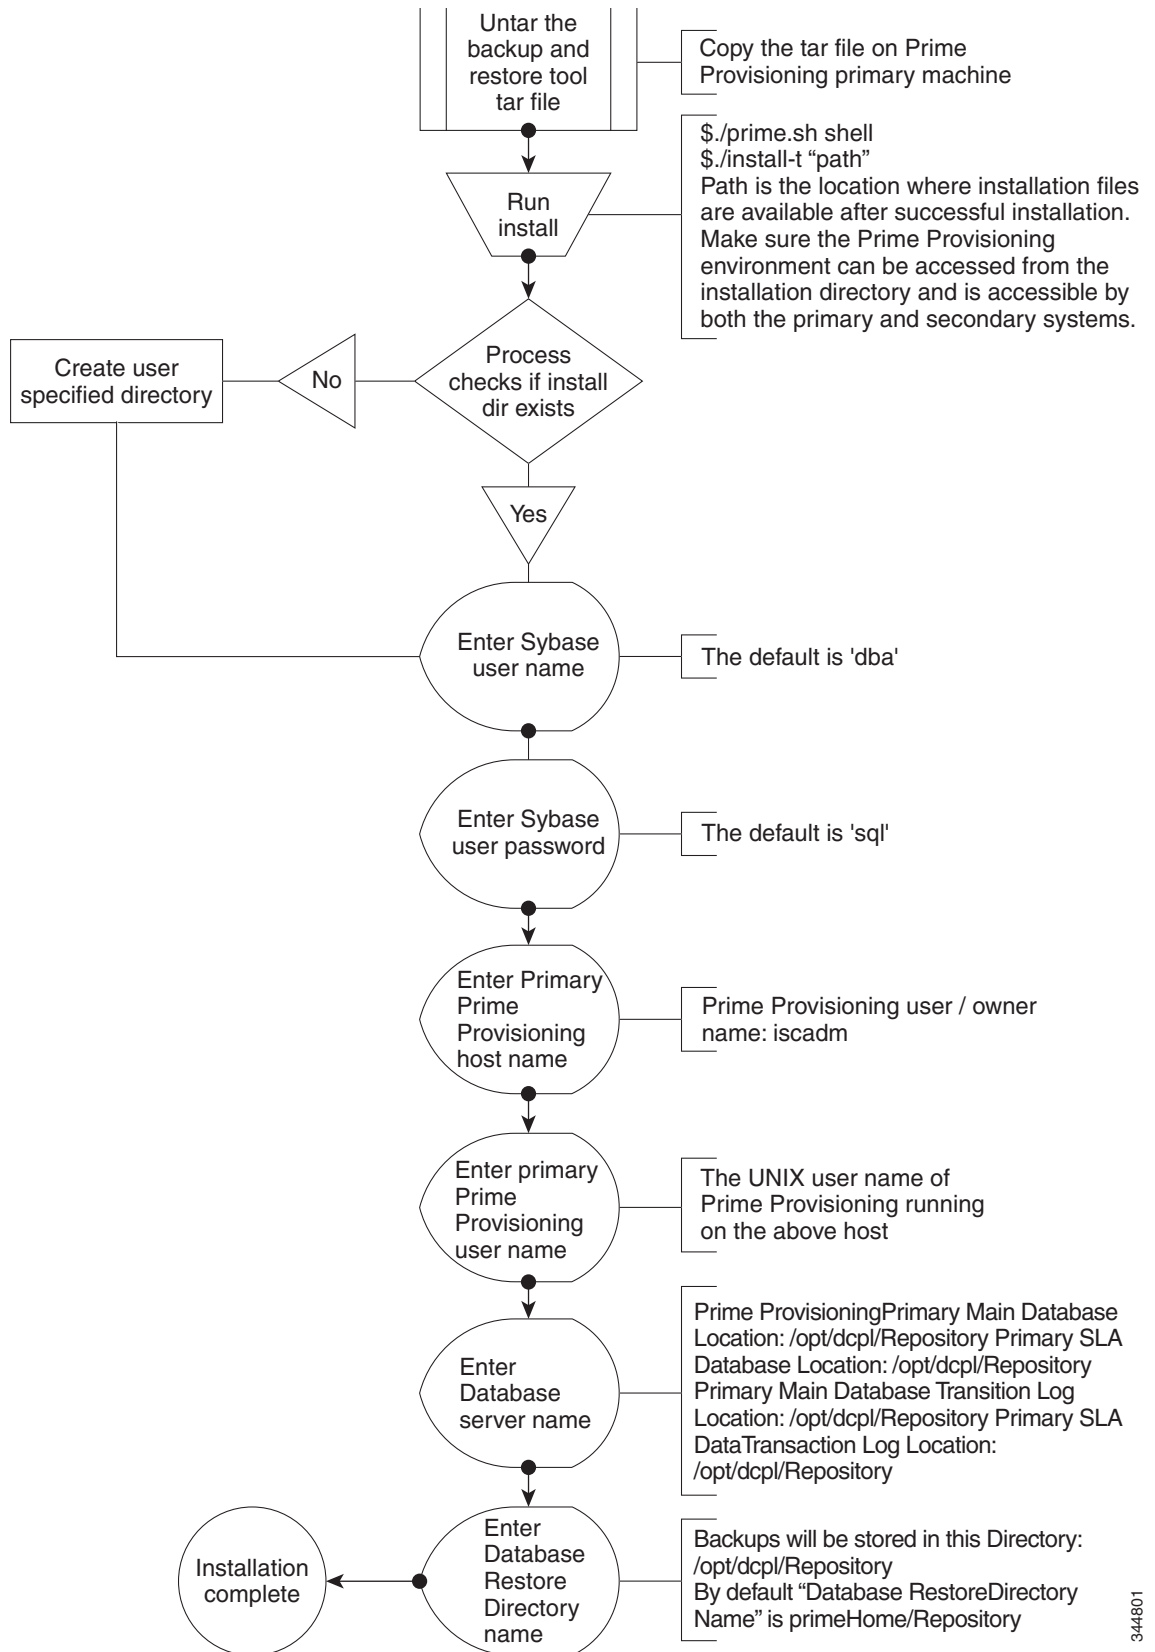 Untar the
backup and
restore tool
tar file
Copy the tar file on Prime
Provisioning primary machine
$./prime.sh shell
$./install-t “path”
Path is the location where installation files
are available after successful installation.
Make sure the Prime Provisioning
environment can be accessed from the
installation directory and is accessible by
both the primary and secondary systems.
Run
install
Process
checks if install
dir exists
No
Create user
specified directory
Yes
Enter Sybase
user name
The default is 'dba'
Enter Sybase
user password
The default is 'sql'
Enter Primary
Prime
Provisioning
host name
Prime Provisioning user / owner
name: iscadm
Enter primary
Prime
Provisioning
user name
The UNIX user name of
Prime Provisioning running
on the above host
Enter
Database
server name
Prime ProvisioningPrimary Main Database
Location: /opt/dcpl/Repository Primary SLA
Database Location: /opt/dcpl/Repository
Primary Main Database Transition Log
Location: /opt/dcpl/Repository Primary SLA
DataTransaction Log Location:
/opt/dcpl/Repository
Enter
Database
Restore
Directory
name
Backups will be stored in this Directory:
/opt/dcpl/Repository
By default “Database RestoreDirectory
Name” is primeHome/Repository
Installation
complete
344801